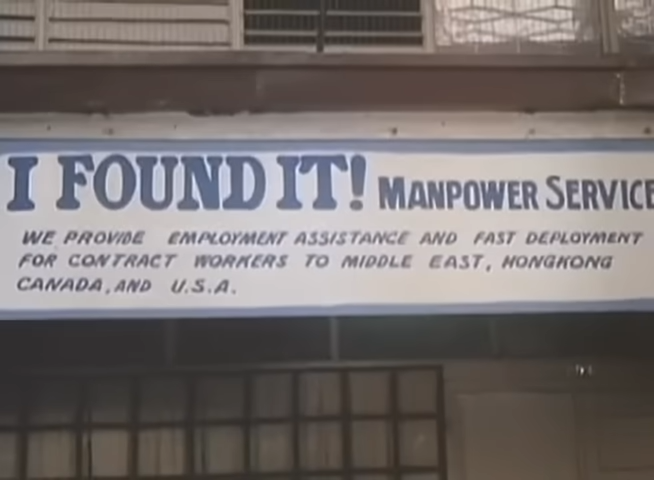 I FOUND IT! MANPOWER SERVICE
WE PROVIDE EMPLOYMENT ASSISTANCE AND FAST DEPLOYMENT
FOR CONTRACT WORKERS TO MIDDLE EAST, HONGKONG
CANADA, AND U.S.A.